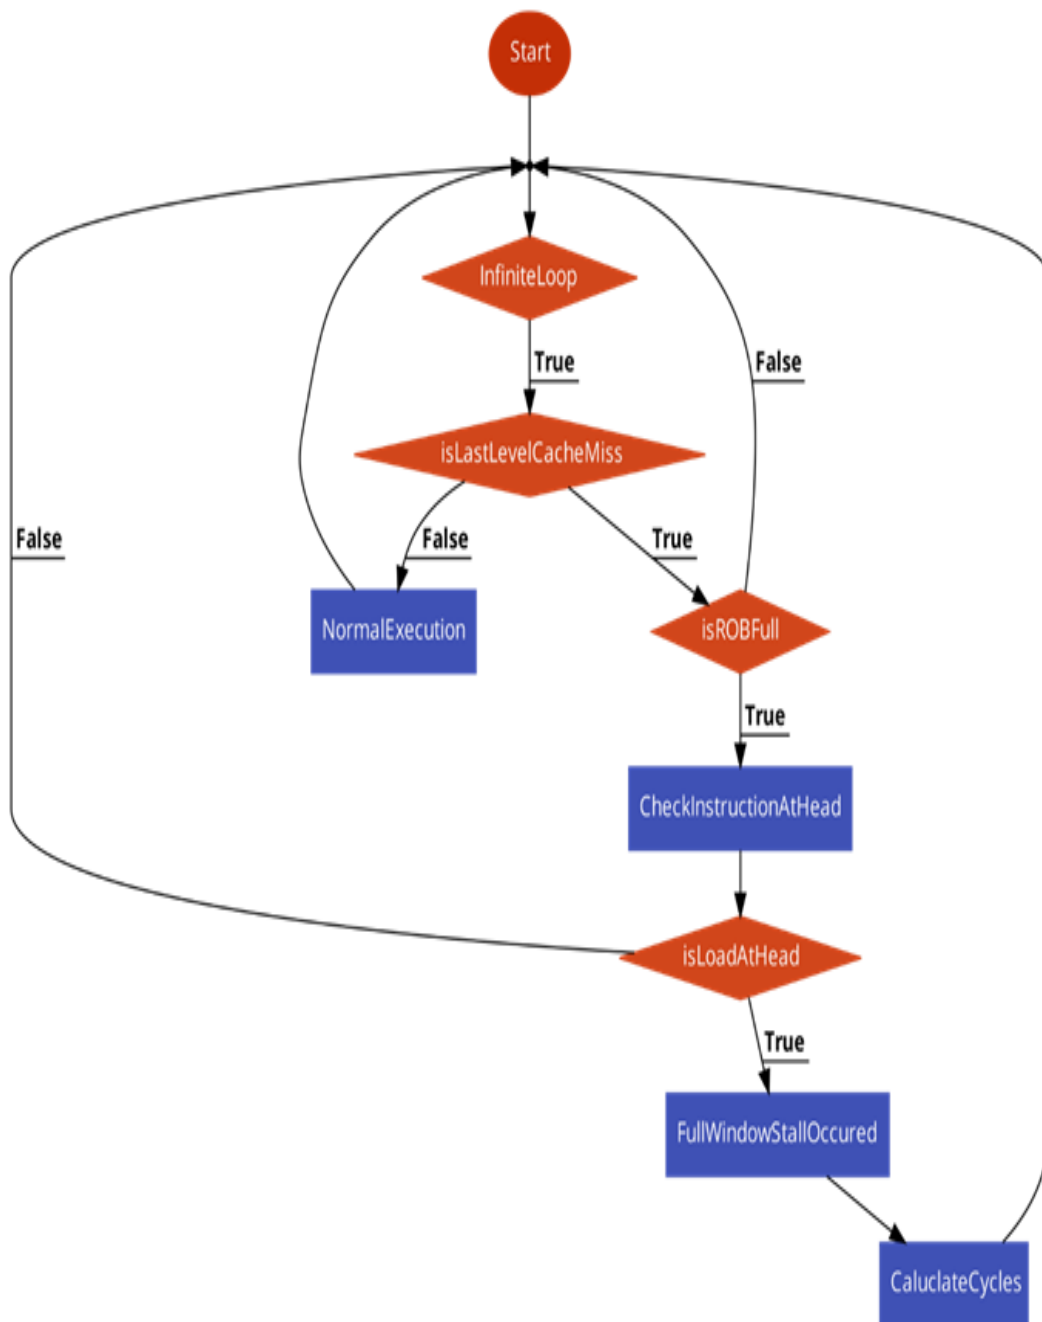 Start
InfiniteLoop
True
False
isLastLevelCacheMiss
False
False
True
NormalExecution
isROBFull
True
CheckInstructionAtHead
isLoadAtHead
True
FullWindowStallOccured
CaluclateCycles